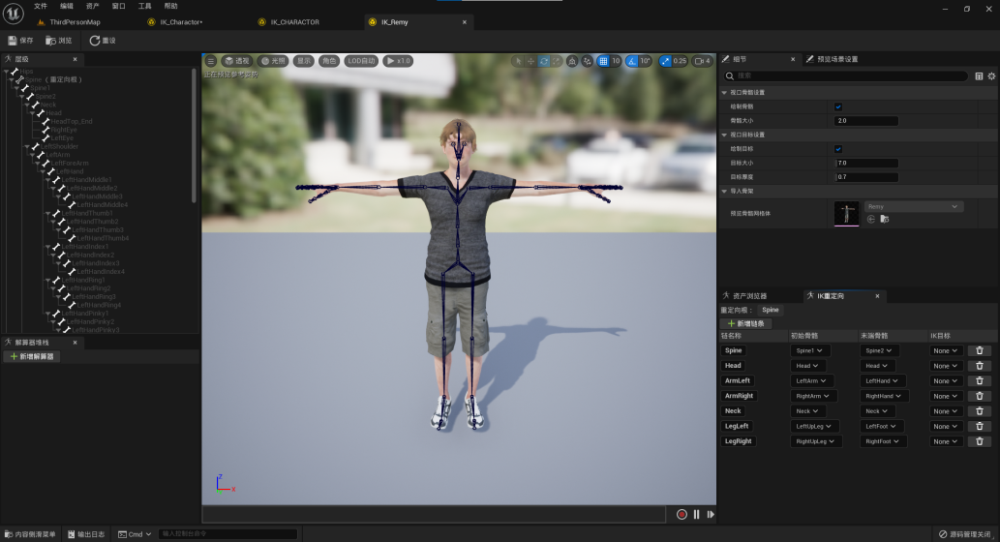 文件 编辑 资产 窗口 工具 帮助
ThirdPersonMap IK_Charactor• IK_CHARACTOR IK_Remy
保存 浏览 重设
层级
Hips
Spine（重定向根）
Spine1
Spine2
Neck
Head
HeadTop_End
RightEye
LeftEye
LeftShoulder
LeftArm
LeftForeArm
LeftHand
LeftHandMiddle1
LeftHandMiddle2
LeftHandMiddle3
LeftHandMiddle4
LeftHandThumb1
LeftHandThumb2
LeftHandThumb3
LeftHandThumb4
LeftHandIndex1
LeftHandIndex2
LeftHandIndex3
LeftHandIndex4
LeftHandRing1
LeftHandRing2
LeftHandRing3
LeftHandRing4
LeftHandPinky1
LeftHandPinky2
LeftHandPinky3
解算器堆栈
新增解算器
透视 光照 显示 角色 LOD自动 x1.0 10 10° 0.25 4
正在预览参考姿势
Z
X
细节 预览场景设置
搜索
视口骨骼设置
绘制骨骼
骨骼大小 2.0
视口目标设置
绘制目标
目标大小 7.0
目标厚度 0.7
导入骨架
预览骨骼网格体 Remy
资产浏览器 IK重定向
重定向根： Spine
新增链条
链名称 初始骨骼 末端骨骼 IK目标
Spine Spine1 Spine2 None
Head Head Head None
ArmLeft LeftArm LeftHand None
ArmRight RightArm RightHand None
Neck Neck Neck None
LegLeft LeftUpLeg LeftFoot None
LegRight RightUpLeg RightFoot None
内容侧滑菜单 输出日志 Cmd 输入控制台命令 源码管理关闭